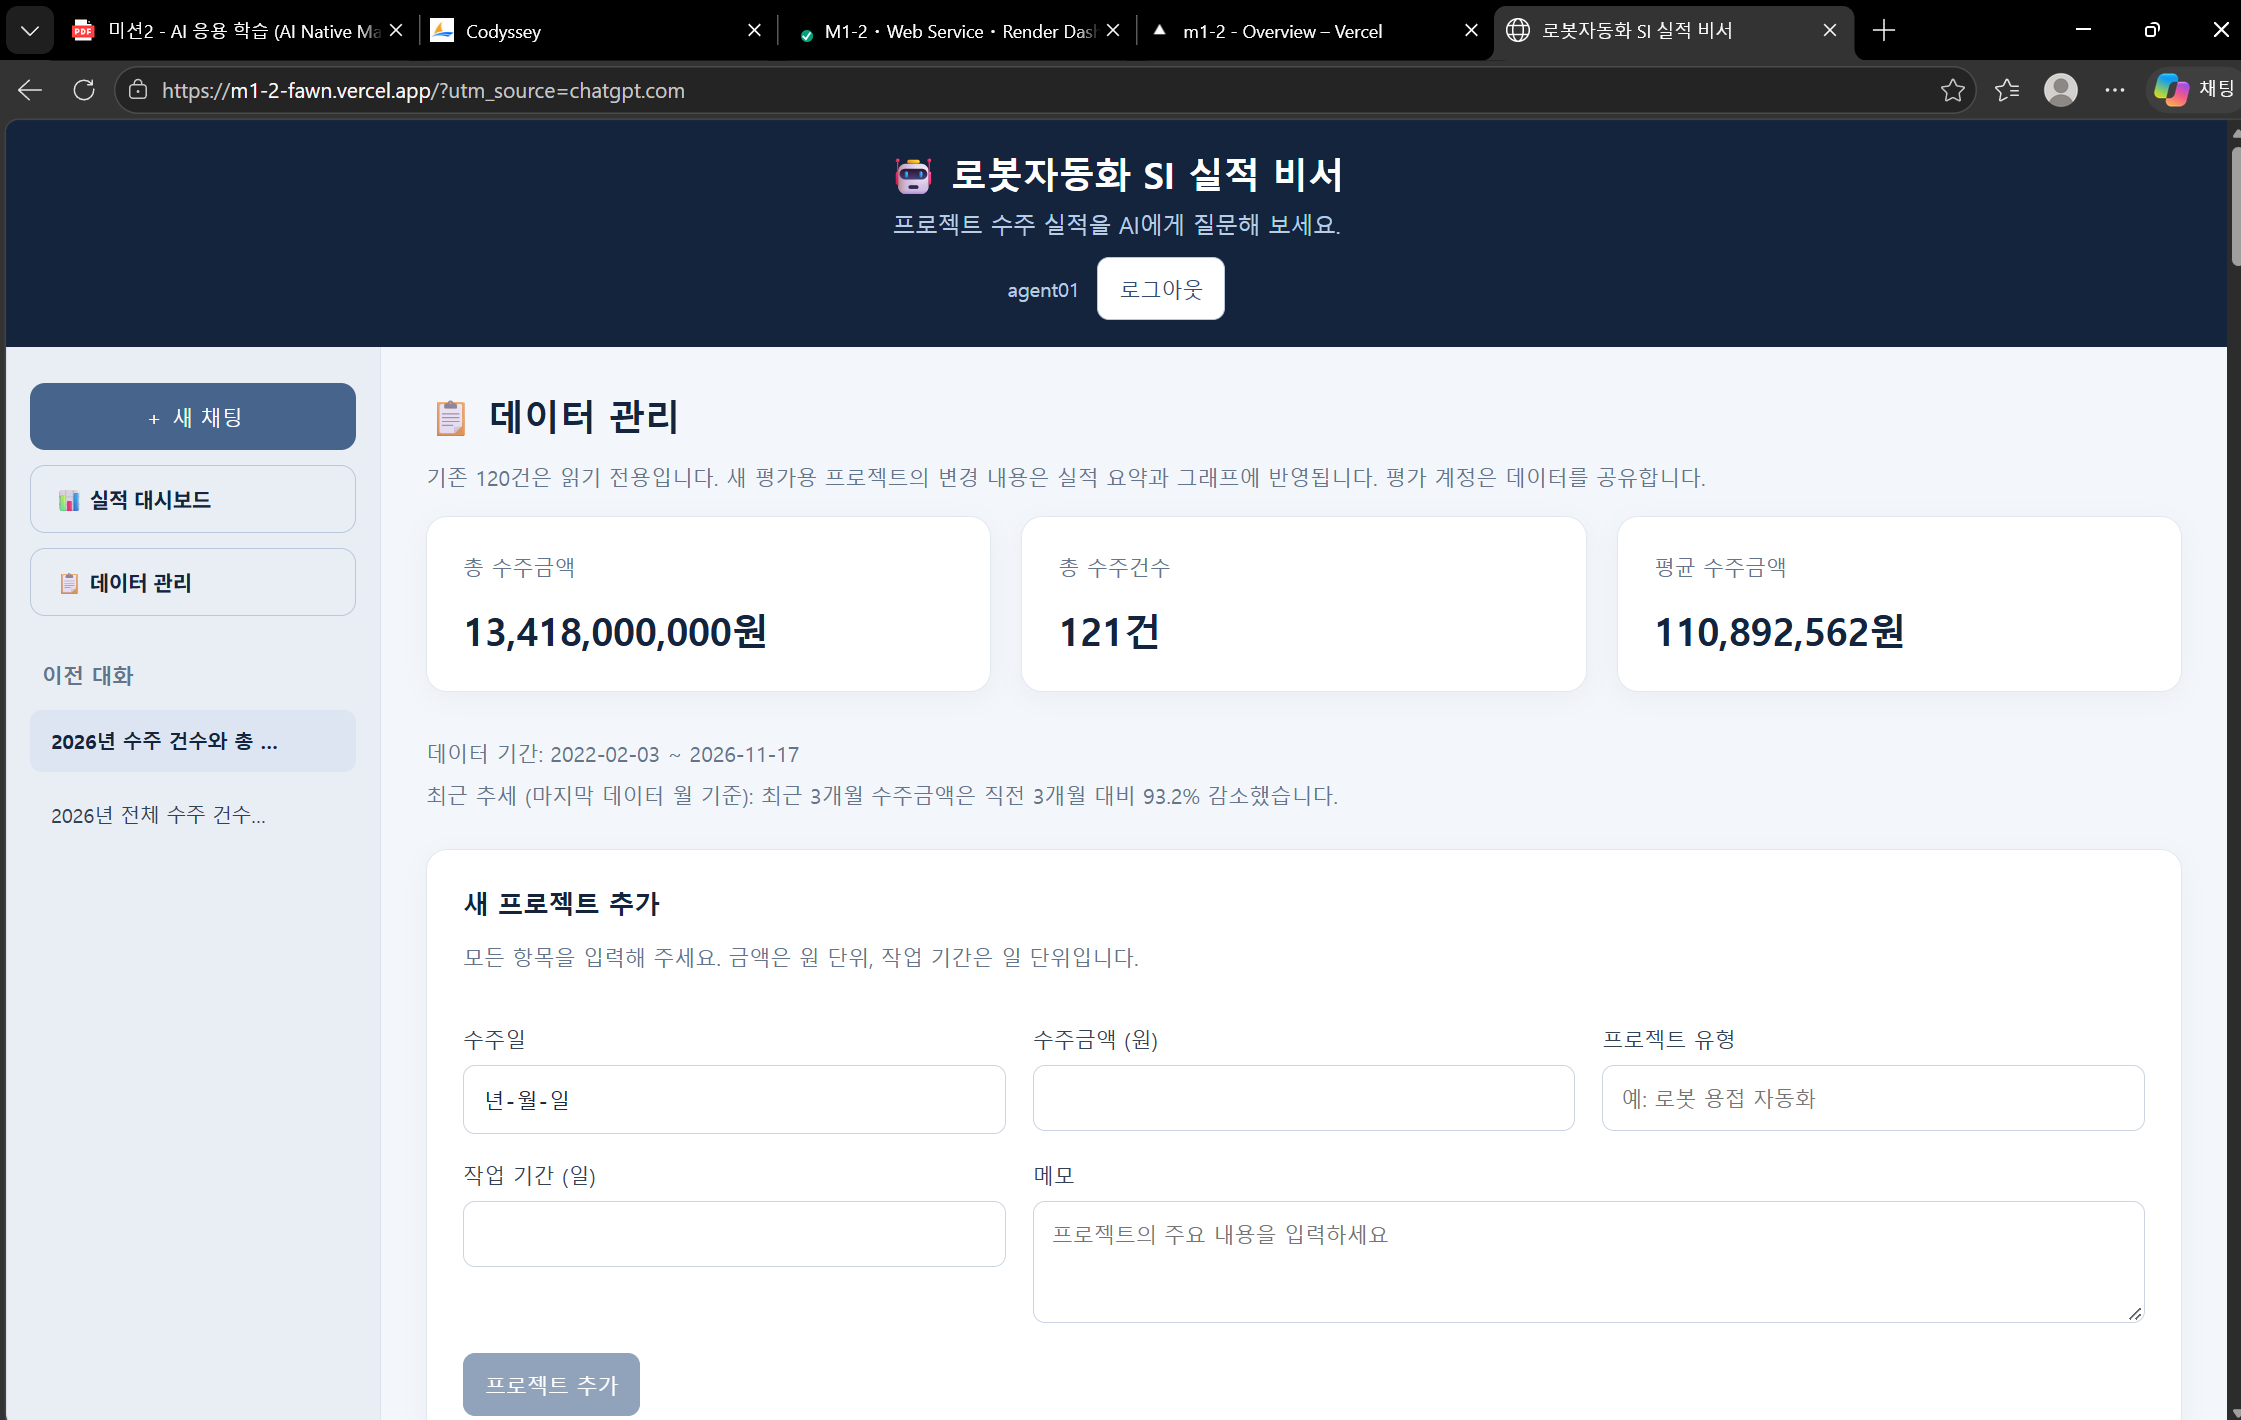 미션2 - AI 응용 학습 (AI Native Ma
Codyssey
M1-2 · Web Service · Render Dash
m1-2 - Overview – Vercel
로봇자동화 SI 실적 비서
https://m1-2-fawn.vercel.app/?utm_source=chatgpt.com
채팅
로봇자동화 SI 실적 비서
프로젝트 수주 실적을 AI에게 질문해 보세요.
agent01
로그아웃
+ 새 채팅
실적 대시보드
데이터 관리
이전 대화
2026년 수주 건수와 총 ...
2026년 전체 수주 건수...
데이터 관리
기존 120건은 읽기 전용입니다. 새 평가용 프로젝트의 변경 내용은 실적 요약과 그래프에 반영됩니다. 평가 계정은 데이터를 공유합니다.
총 수주금액
13,418,000,000원
총 수주건수
121건
평균 수주금액
110,892,562원
데이터 기간: 2022-02-03 ~ 2026-11-17
최근 추세 (마지막 데이터 월 기준): 최근 3개월 수주금액은 직전 3개월 대비 93.2% 감소했습니다.
새 프로젝트 추가
모든 항목을 입력해 주세요. 금액은 원 단위, 작업 기간은 일 단위입니다.
수주일
년-월-일
수주금액 (원)
프로젝트 유형
예: 로봇 용접 자동화
작업 기간 (일)
메모
프로젝트의 주요 내용을 입력하세요
프로젝트 추가